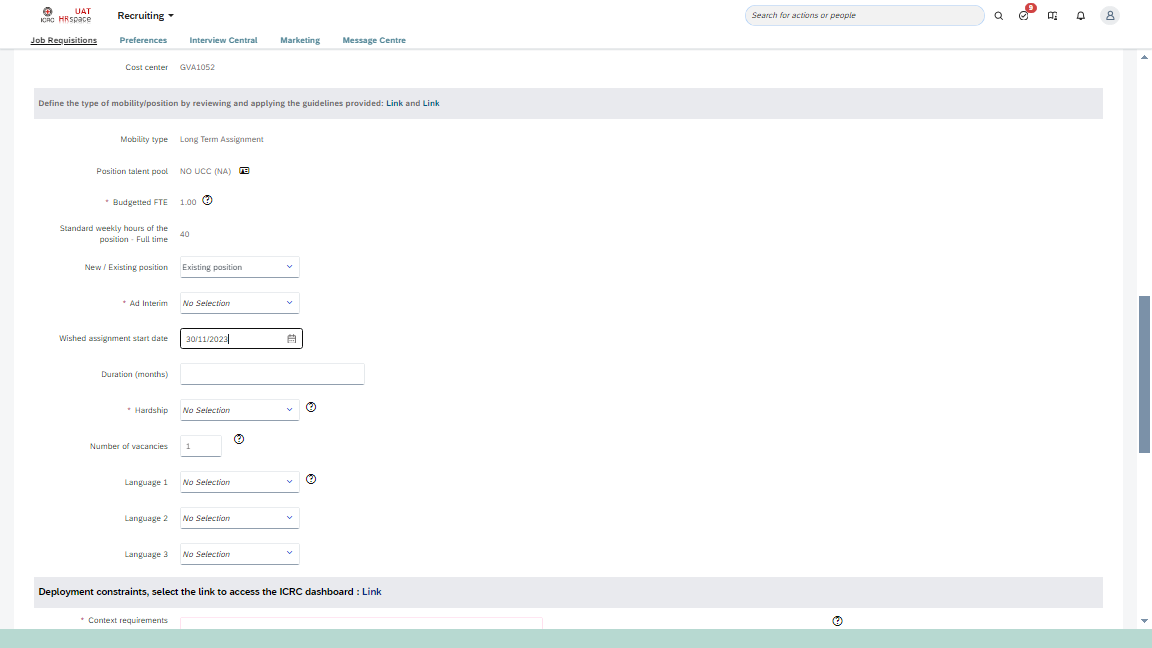 ICRC UAT HRspace Recruiting Search for actions or people 9
Job Requisitions Preferences Interview Central Marketing Message Centre
Cost center GVA1052
Define the type of mobility/position by reviewing and applying the guidelines provided: Link and Link
Mobility type Long Term Assignment
Position talent pool NO UCC (NA)
* Budgetted FTE 1.00
Standard weekly hours of the
position - Full time 40
New / Existing position Existing position
* Ad Interim No Selection
Wished assignment start date 30/11/2023
Duration (months)
* Hardship No Selection
Number of vacancies 1
Language 1 No Selection
Language 2 No Selection
Language 3 No Selection
Deployment constraints, select the link to access the ICRC dashboard : Link
* Context requirements